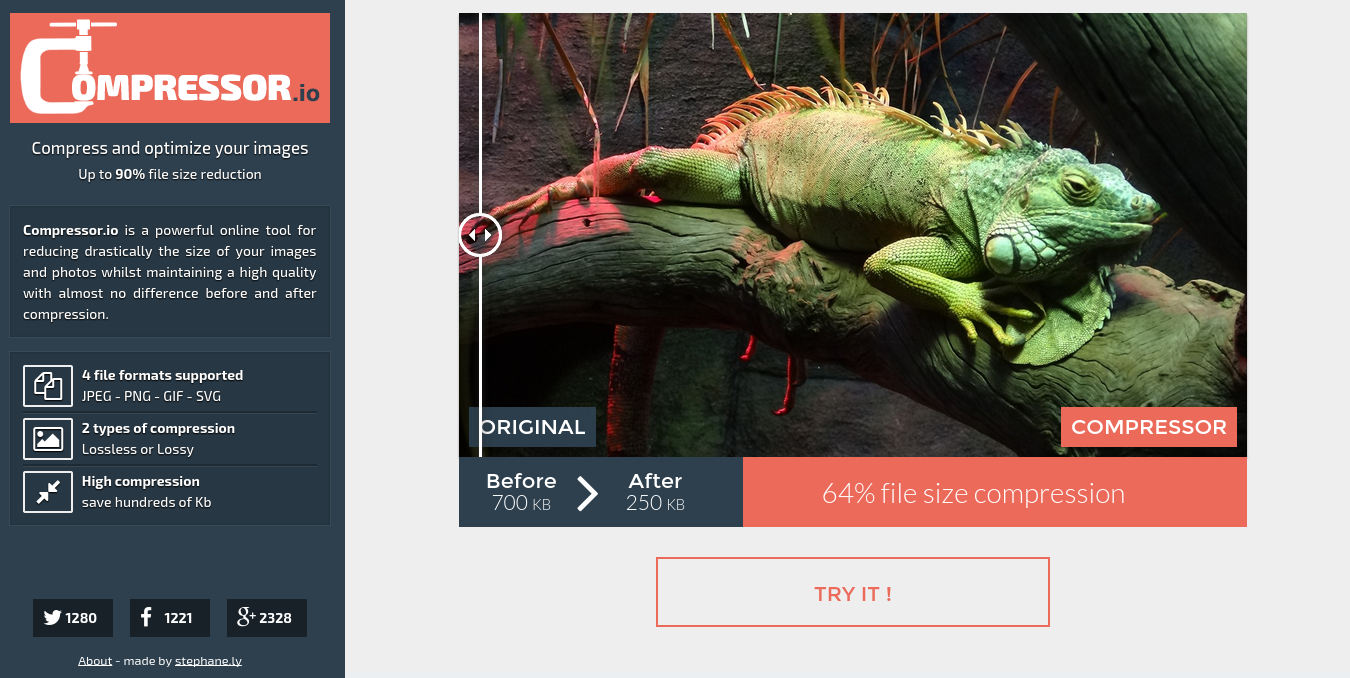 COMPRESSOR.io
Compress and optimize your images
Up to 90% file size reduction
Compressor.io is a powerful online tool for
reducing drastically the size of your images
and photos whilst maintaining a high quality
with almost no difference before and after
compression.
4 file formats supported
JPEG - PNG - GIF - SVG
2 types of compression
Lossless or Lossy
High compression
save hundreds of Kb
1280 1221 g+ 2328
About - made by stephane.ly
ORIGINAL COMPRESSOR
Before After
700 KB 250 KB
64% file size compression
TRY IT !